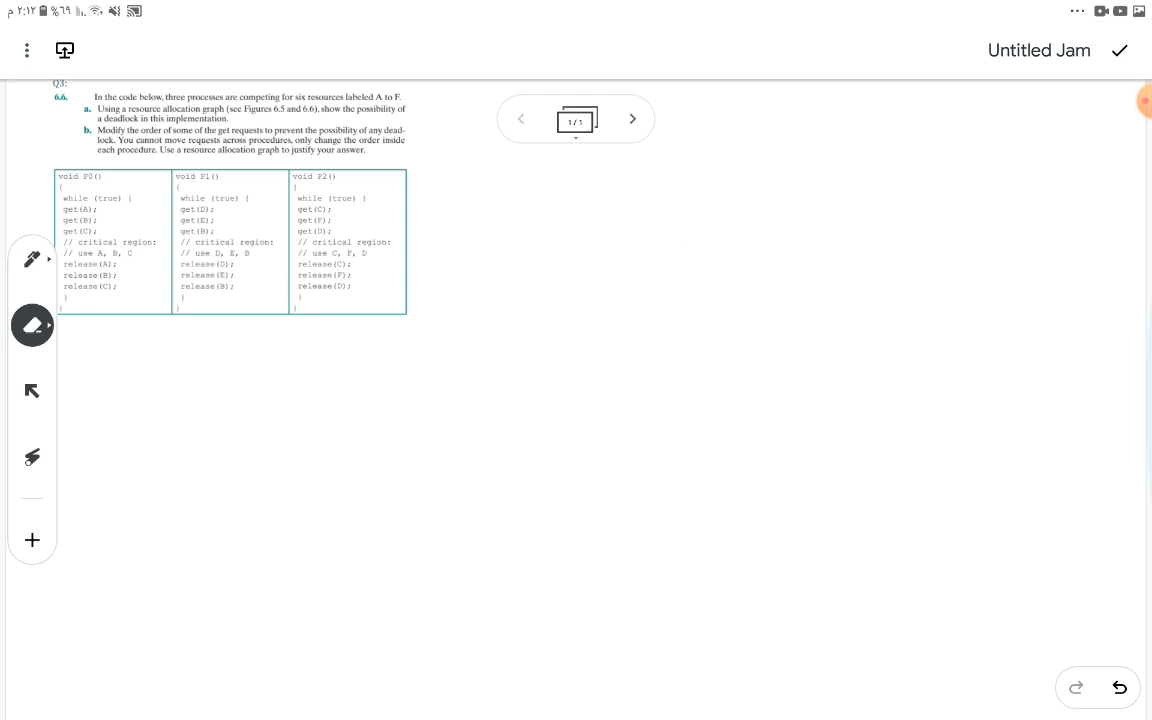 م ٢:١٢ %٦٩
Untitled Jam
Q3:
6.6. In the code below, three processes are competing for six resources labeled A to F.
a. Using a resource allocation graph (see Figures 6.5 and 6.6), show the possibility of
a deadlock in this implementation.
b. Modify the order of some of the get requests to prevent the possibility of any dead-
lock. You cannot move requests across procedures, only change the order inside
each procedure. Use a resource allocation graph to justify your answer.
1 / 1
void P0()
{
while (true) {
get(A);
get(B);
get(C);
// critical region:
// use A, B, C
release(A);
release(B);
release(C);
}
}
void P1()
{
while (true) {
get(D);
get(E);
get(B);
// critical region:
// use D, E, B
release(D);
release(E);
release(B);
}
}
void P2()
{
while (true) {
get(C);
get(F);
get(D);
// critical region:
// use C, F, D
release(C);
release(F);
release(D);
}
}